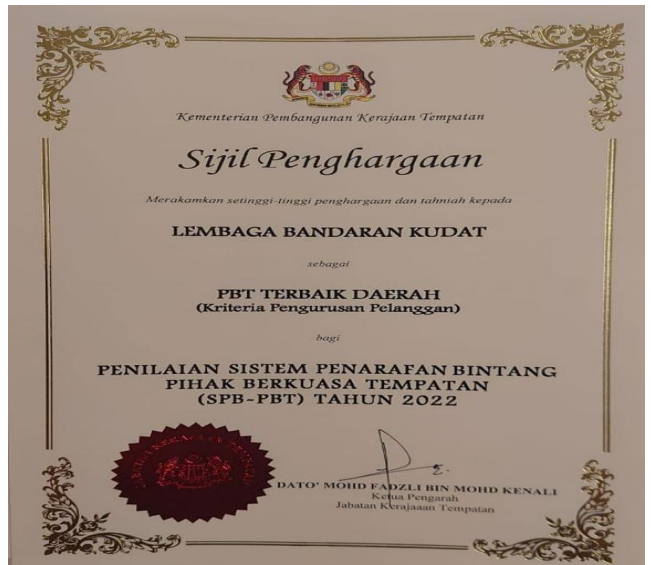 Kementerian Pembangunan Kerajaan Tempatan
Sijil Penghargaan
Merakamkan setinggi-tinggi penghargaan dan tahniah kepada
LEMBAGA BANDARAN KUDAT
sebagai
PBT TERBAIK DAERAH
(Kriteria Pengurusan Pelanggan)
bagi
PENILAIAN SISTEM PENARAFAN BINTANG
PIHAK BERKUASA TEMPATAN
(SPB-PBT) TAHUN 2022
DATO' MOHD FADZLI BIN MOHD KENALI
Ketua Pengarah
Jabatan Kerajaaan Tempatan